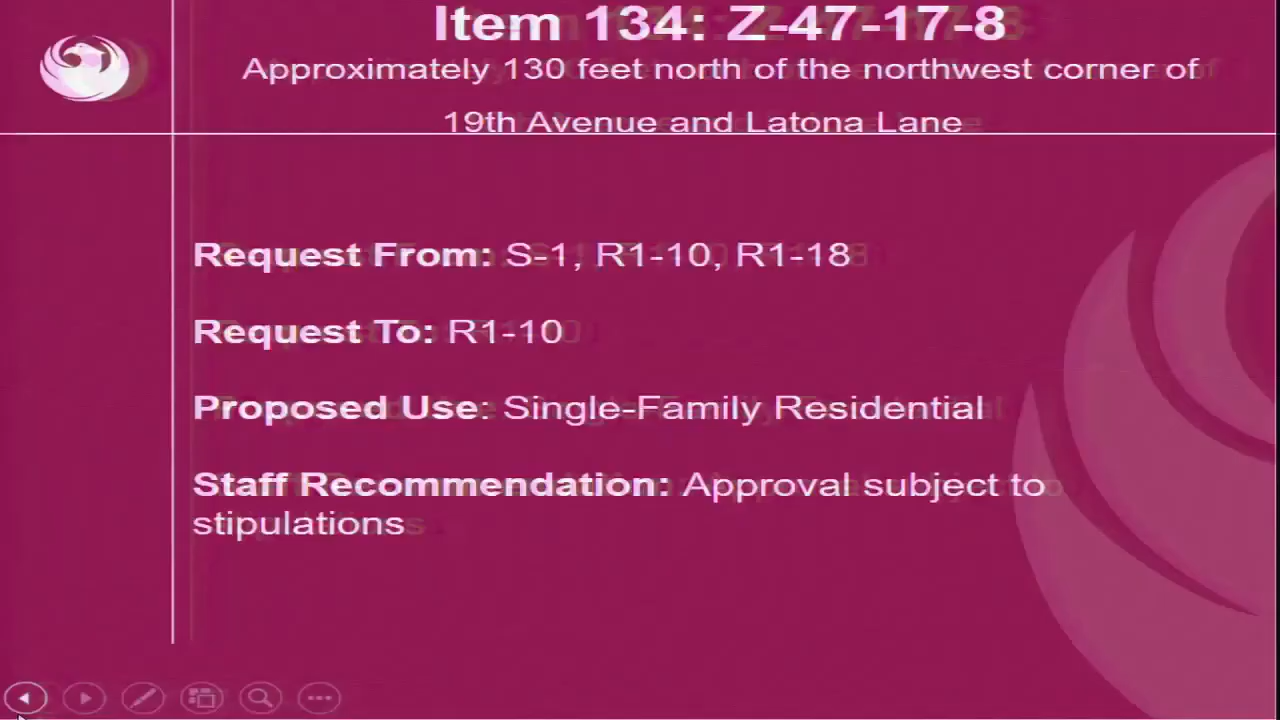 Item 134: Z-47-17-8
Approximately 130 feet north of the northwest corner of
19th Avenue and Latona Lane
Request From: S-1, R1-10, R1-18
Request To: R1-10
Proposed Use: Single-Family Residential
Staff Recommendation: Approval subject to
stipulations